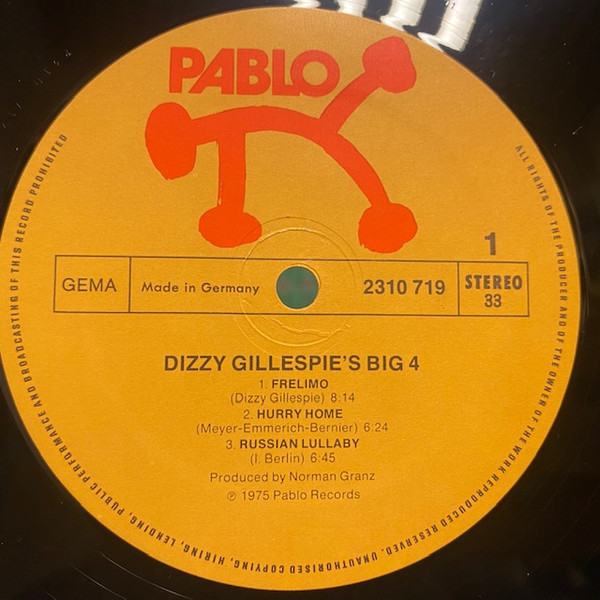 PABLO
1
GEMA
Made in Germany
2310 719
STEREO
33
DIZZY GILLESPIE'S BIG 4
1. FRELIMO
(Dizzy Gillespie) 8:14
2. HURRY HOME
(Meyer-Emmerich-Bernier) 6:24
3. RUSSIAN LULLABY
(I. Berlin) 6:45
Produced by Norman Granz
℗ 1975 Pablo Records
ALL RIGHTS OF THE PRODUCER AND OF THE OWNER OF THE WORK REPRODUCED RESERVED. UNAUTHORISED COPYING, HIRING, LENDING, PUBLIC PERFORMANCE AND BROADCASTING OF THIS RECORD PROHIBITED